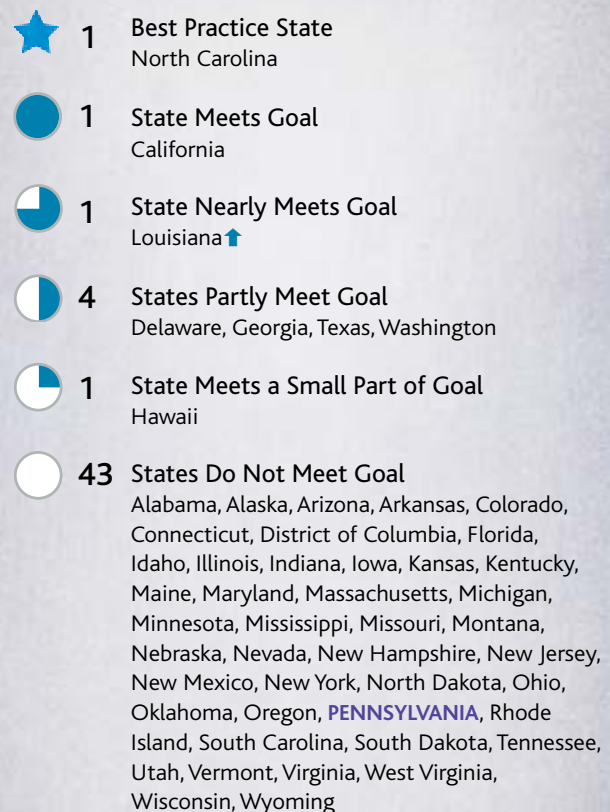 1 Best Practice State
North Carolina
1 State Meets Goal
California
1 State Nearly Meets Goal
Louisiana
4 States Partly Meet Goal
Delaware, Georgia, Texas, Washington
1 State Meets a Small Part of Goal
Hawaii
43 States Do Not Meet Goal
Alabama, Alaska, Arizona, Arkansas, Colorado,
Connecticut, District of Columbia, Florida,
Idaho, Illinois, Indiana, Iowa, Kansas, Kentucky,
Maine, Maryland, Massachusetts, Michigan,
Minnesota, Mississippi, Missouri, Montana,
Nebraska, Nevada, New Hampshire, New Jersey,
New Mexico, New York, North Dakota, Ohio,
Oklahoma, Oregon, PENNSYLVANIA, Rhode
Island, South Carolina, South Dakota, Tennessee,
Utah, Vermont, Virginia, West Virginia,
Wisconsin, Wyoming